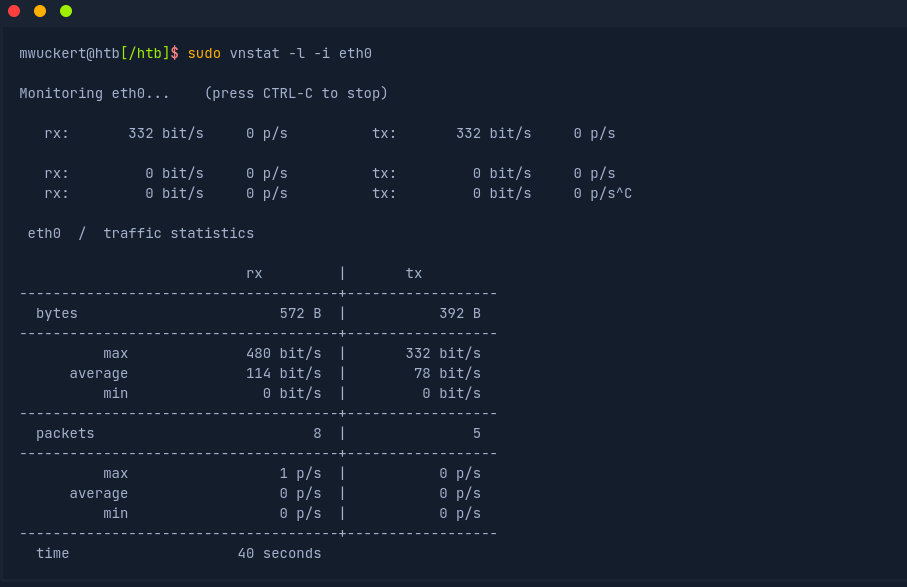 mwuckert@htb[/htb]$ sudo vnstat -l -i eth0
Monitoring eth0...    (press CTRL-C to stop)
   rx:       332 bit/s     0 p/s          tx:       332 bit/s     0 p/s
   rx:         0 bit/s     0 p/s          tx:         0 bit/s     0 p/s
   rx:         0 bit/s     0 p/s          tx:         0 bit/s     0 p/s^C
 eth0  /  traffic statistics
                           rx         |       tx
--------------------------------------+------------------
  bytes                        572 B  |           392 B
--------------------------------------+------------------
          max              480 bit/s  |       332 bit/s
      average              114 bit/s  |        78 bit/s
          min                0 bit/s  |         0 bit/s
--------------------------------------+------------------
  packets                          8  |               5
--------------------------------------+------------------
          max                  1 p/s  |           0 p/s
      average                  0 p/s  |           0 p/s
          min                  0 p/s  |           0 p/s
--------------------------------------+------------------
  time                    40 seconds